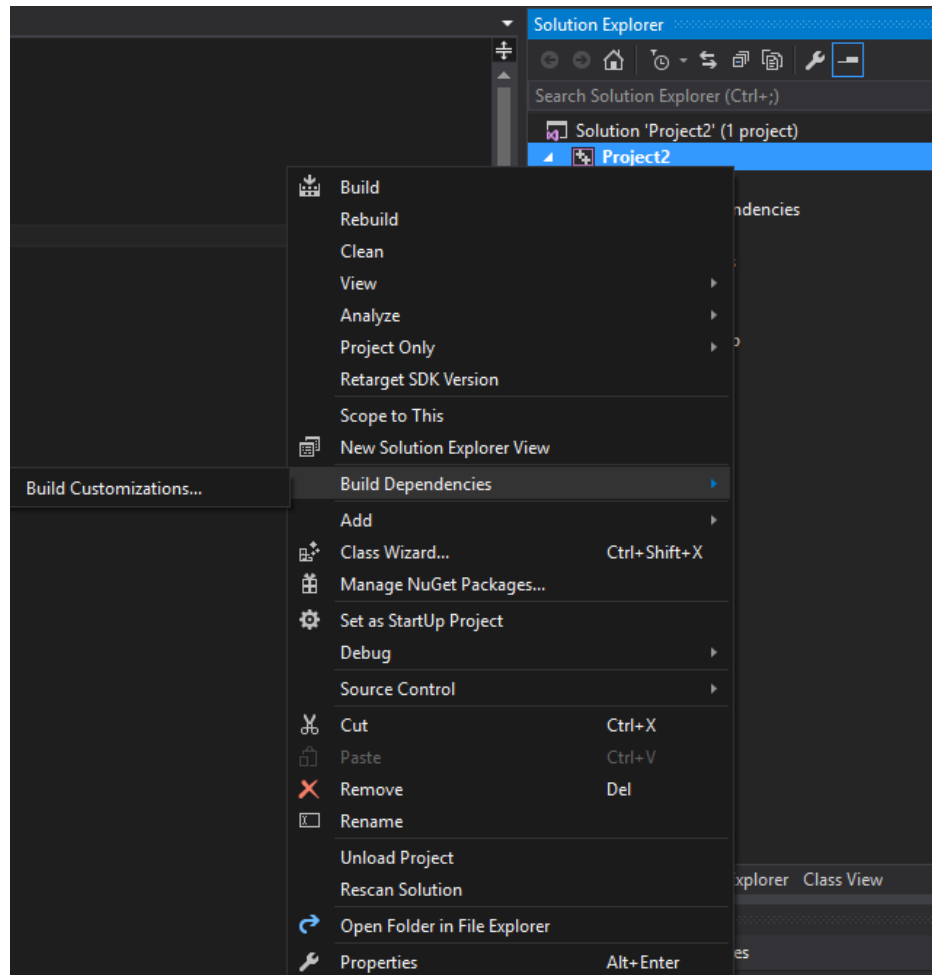 Solution Explorer
Search Solution Explorer (Ctrl+;)
Solution 'Project2' (1 project)
Project2
Build
Rebuild
ndencies
Clean
View
Analyze
Project Only
Retarget SDK Version
Scope to This
New Solution Explorer View
Build Customizations...
Build Dependencies
Add
Class Wizard... Ctrl+Shift+X
Manage NuGet Packages...
Set as StartUp Project
Debug
Source Control
Cut Ctrl+X
Paste Ctrl+V
Remove Del
Rename
Unload Project
xplorer Class View
Rescan Solution
Open Folder in File Explorer
Properties Alt+Enter
es